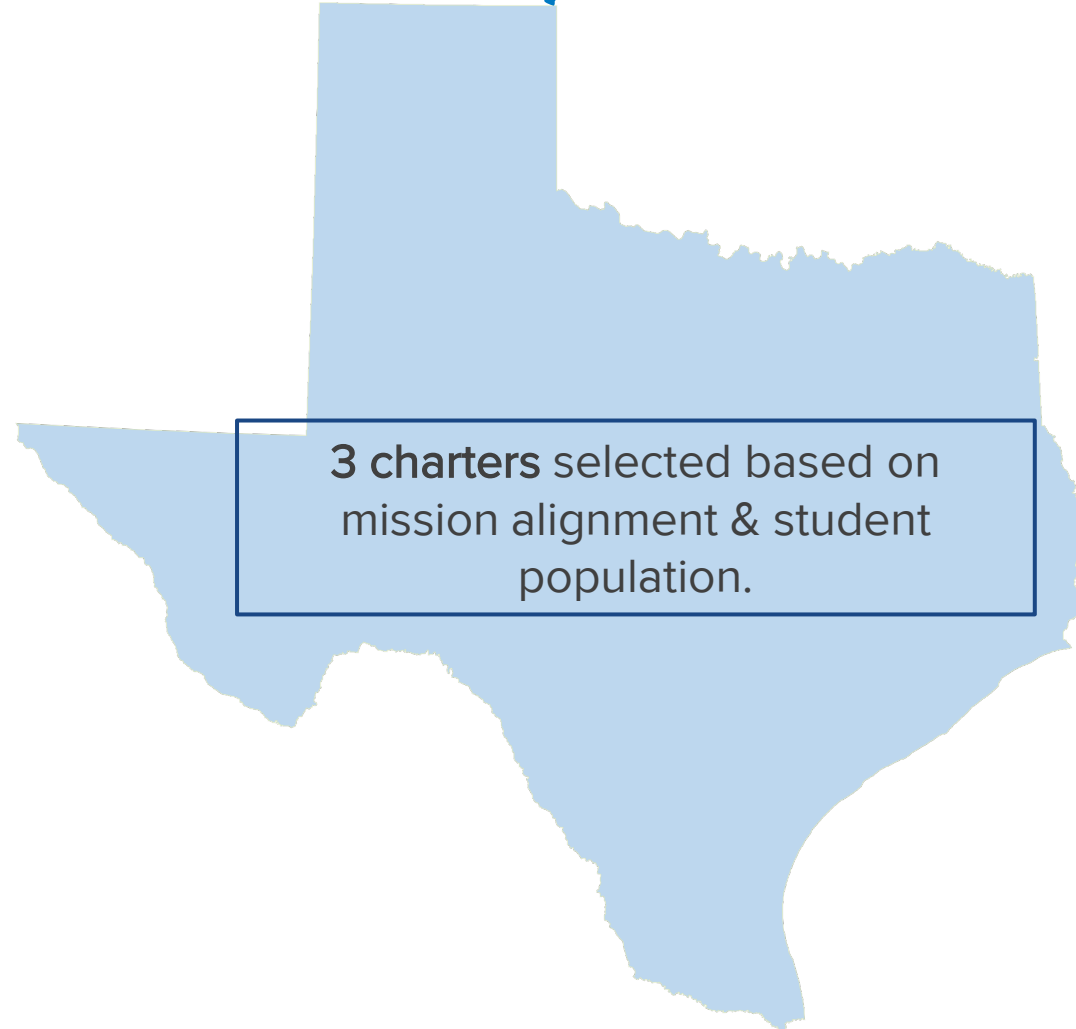 3 charters selected based on
mission alignment & student
population.